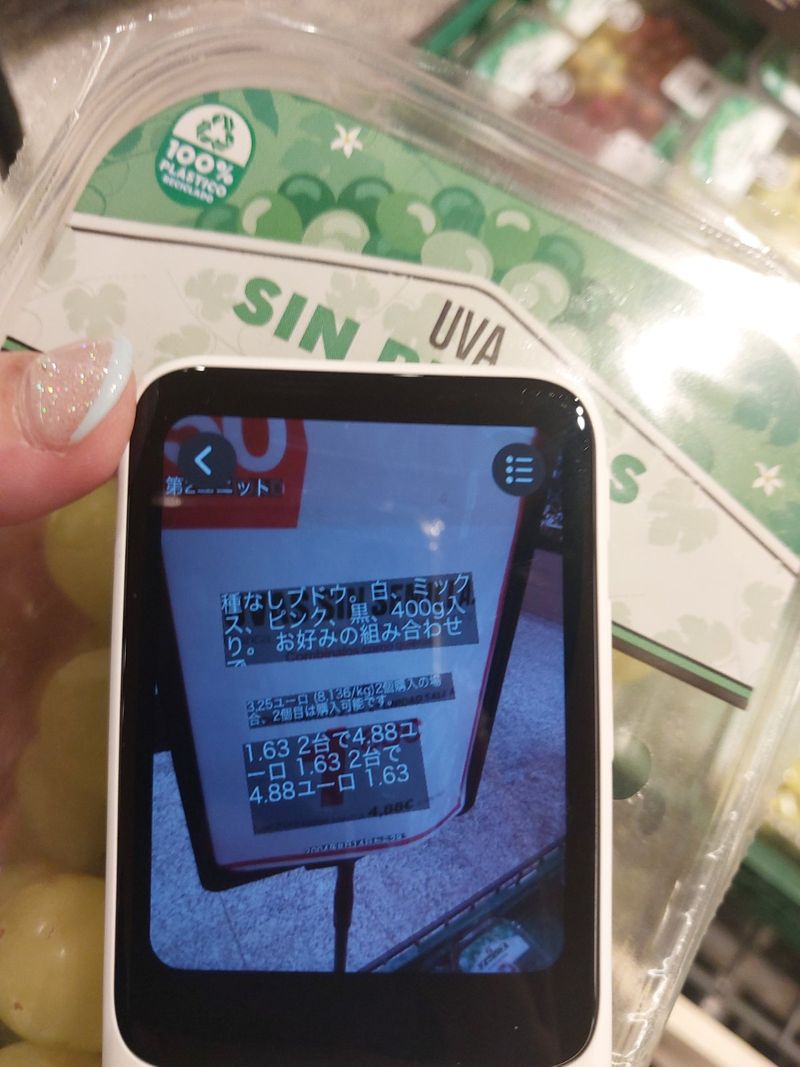 100%
PLÁSTICO
RECICLADO
UVA
SIN
S
50
第2ユニット
種なしブドウ。白、ミック
ス、ピンク、黒、400g入
り。お好みの組み合わせ
で
3,25ユーロ (8,13€/kg)2個購入の場
合、2個目は購入可能です。
1.63 2台で4.88ユ
ーロ 1.63 2台で
4.88ユーロ 1.63
4,88€